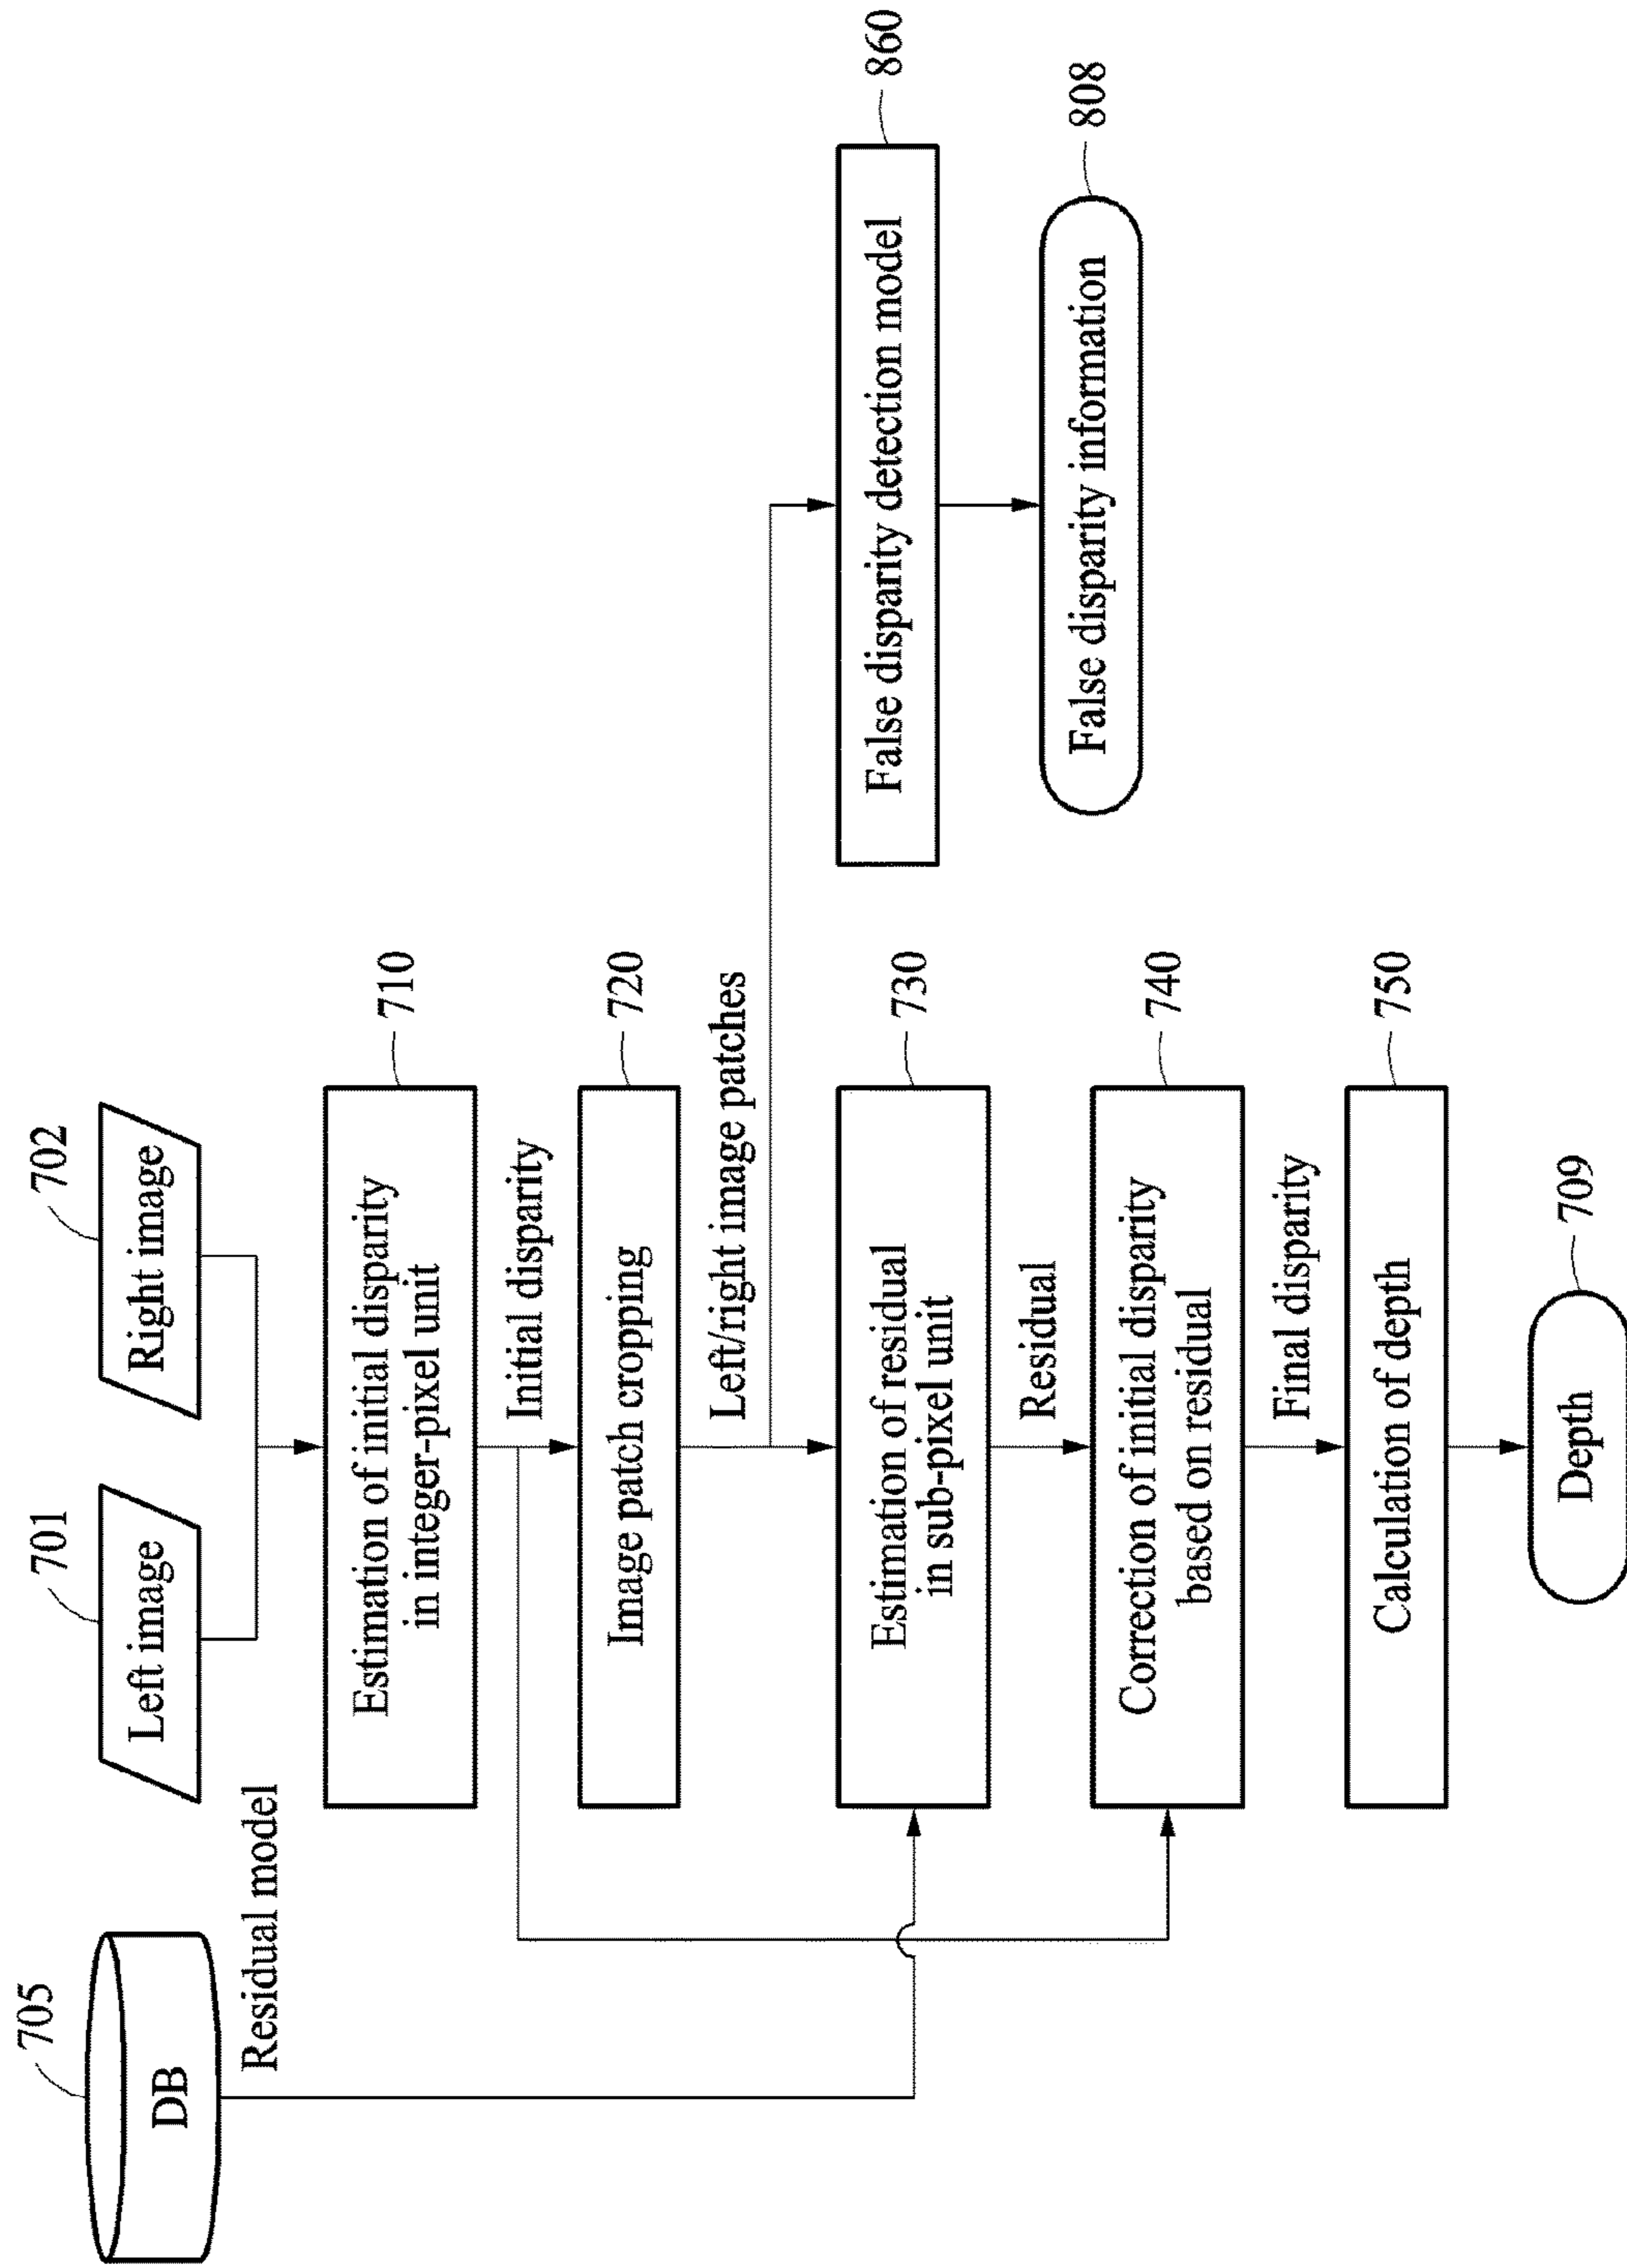 705
DB
Residual model
701
Left image
702
Right image
710
Estimation of initial disparity
in integer-pixel unit
Initial disparity
720
Image patch cropping
Left/right image patches
730
Estimation of residual
in sub-pixel unit
Residual
740
Correction of initial disparity
based on residual
Final disparity
750
Calculation of depth
709
Depth
860
False disparity detection model
808
False disparity information